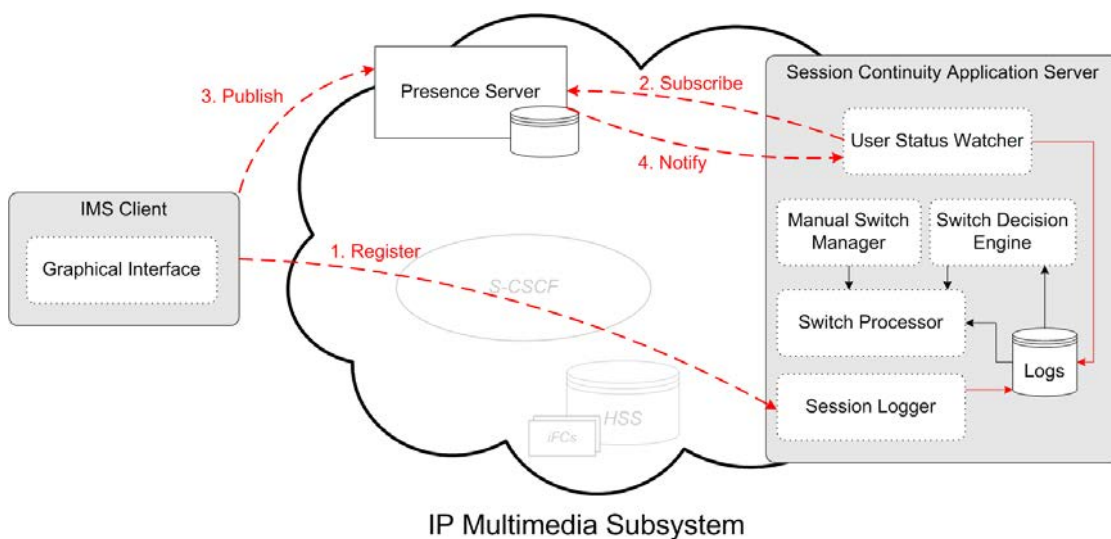 Session Continuity Application Server
Presence Server
3. Publish
2. Subscribe
User Status Watcher
4. Notify
IMS Client
Graphical Interface
1. Register
Manual Switch
Manager
Switch Decision
Engine
S-CSCF
Switch Processor
Logs
Session Logger
HSS
iFCs
IP Multimedia Subsystem